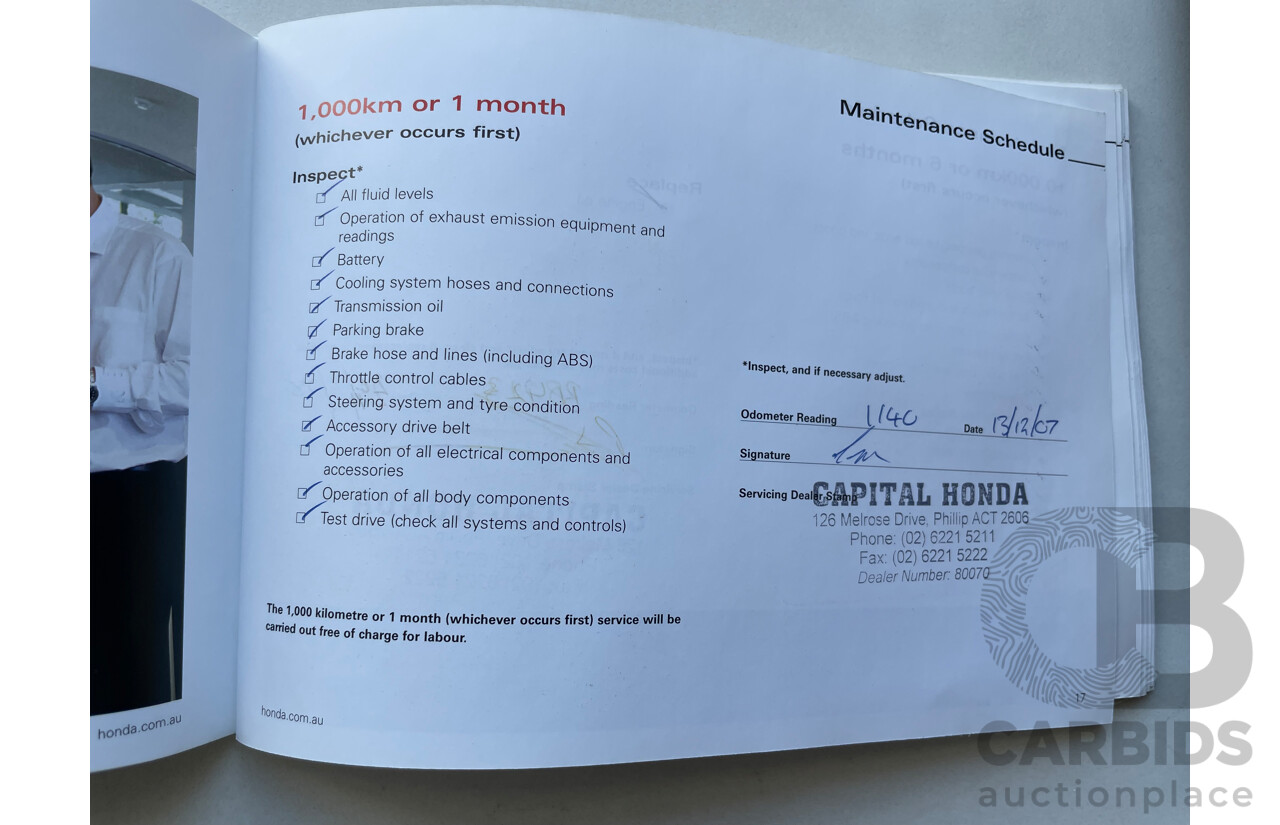 1,000km or 1 month
(whichever occurs first)
Maintenance Schedule
Inspect*
All fluid levels
Operation of exhaust emission equipment and
readings
Battery
Cooling system hoses and connections
Transmission oil
Parking brake
Brake hose and lines (including ABS)
Throttle control cables
Steering system and tyre condition
Accessory drive belt
Operation of all electrical components and
accessories
Operation of all body components
Test drive (check all systems and controls)
*Inspect, and if necessary adjust.
Odometer Reading 1140 Date 13/12/07
Signature
Servicing Dealer Stamp CAPITAL HONDA
126 Melrose Drive, Phillip ACT 2606
Phone: (02) 6221 5211
Fax: (02) 6221 5222
Dealer Number: 80070
The 1,000 kilometre or 1 month (whichever occurs first) service will be
carried out free of charge for labour.
honda.com.au
honda.com.au
17
CB
CARBIDS
auctionplace